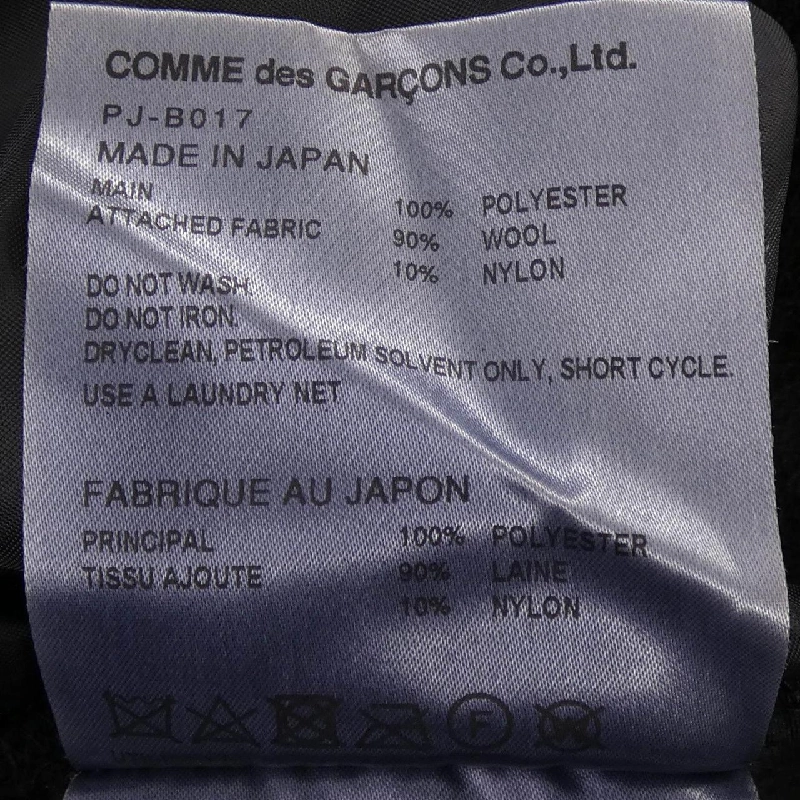 COMME des GARÇONS Co.,Ltd.
PJ-B017
MADE IN JAPAN
MAIN 100% POLYESTER
ATTACHED FABRIC 90% WOOL
10% NYLON
DO NOT WASH.
DO NOT IRON.
DRYCLEAN, PETROLEUM SOLVENT ONLY, SHORT CYCLE.
USE A LAUNDRY NET
FABRIQUE AU JAPON
PRINCIPAL 100% POLYESTER
TISSU AJOUTE 90% LAINE
10% NYLON
F W